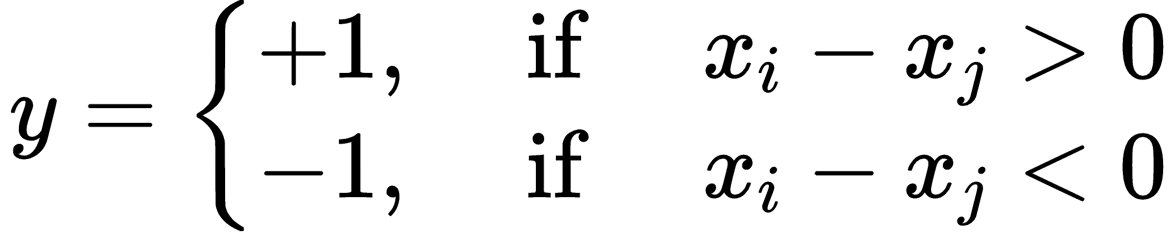 y = { +1, if x_i − x_j > 0
−1, if x_i − x_j < 0